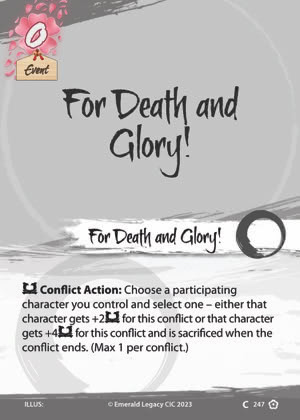 0
Event
For Death and
Glory!
For Death and Glory!
Conflict Action: Choose a participating
character you control and select one – either that
character gets +2 for this conflict or that character
gets +4 for this conflict and is sacrificed when the
conflict ends. (Max 1 per conflict.)
ILLUS: © Emerald Legacy CIC 2023 C 247